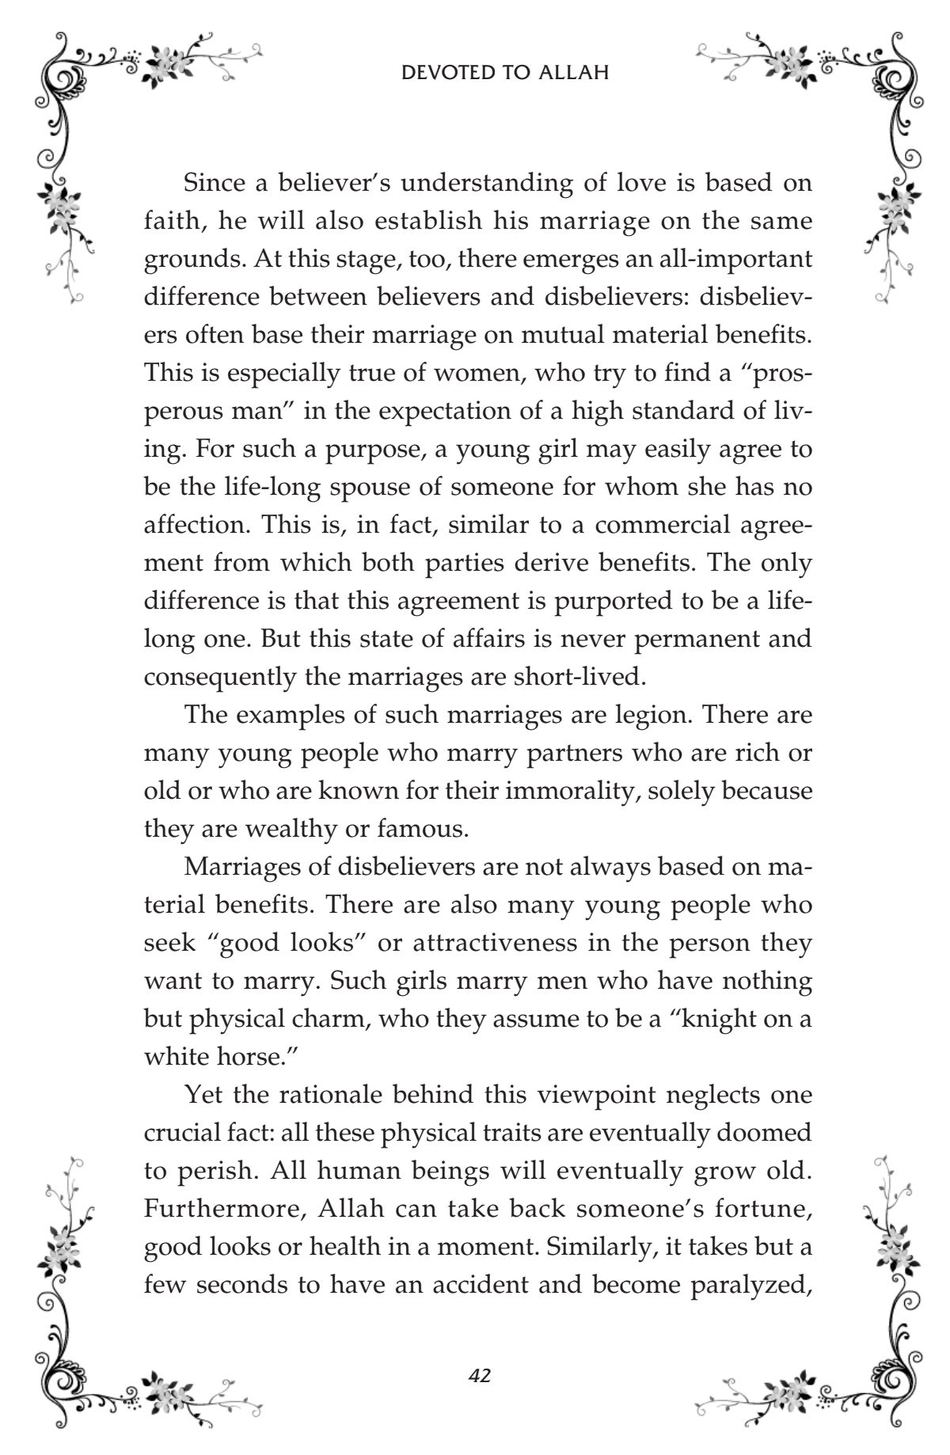 DEVOTED TO ALLAH
Since a believer’s understanding of love is based on
faith, he will also establish his marriage on the same
grounds. At this stage, too, there emerges an all-important
difference between believers and disbelievers: disbeliev-
ers often base their marriage on mutual material benefits.
This is especially true of women, who try to find a “pros-
perous man” in the expectation of a high standard of liv-
ing. For such a purpose, a young girl may easily agree to
be the life-long spouse of someone for whom she has no
affection. This is, in fact, similar to a commercial agree-
ment from which both parties derive benefits. The only
difference is that this agreement is purported to be a life-
long one. But this state of affairs is never permanent and
consequently the marriages are short-lived.
The examples of such marriages are legion. There are
many young people who marry partners who are rich or
old or who are known for their immorality, solely because
they are wealthy or famous.
Marriages of disbelievers are not always based on ma-
terial benefits. There are also many young people who
seek “good looks” or attractiveness in the person they
want to marry. Such girls marry men who have nothing
but physical charm, who they assume to be a “knight on a
white horse.”
Yet the rationale behind this viewpoint neglects one
crucial fact: all these physical traits are eventually doomed
to perish. All human beings will eventually grow old.
Furthermore, Allah can take back someone’s fortune,
good looks or health in a moment. Similarly, it takes but a
few seconds to have an accident and become paralyzed,
42